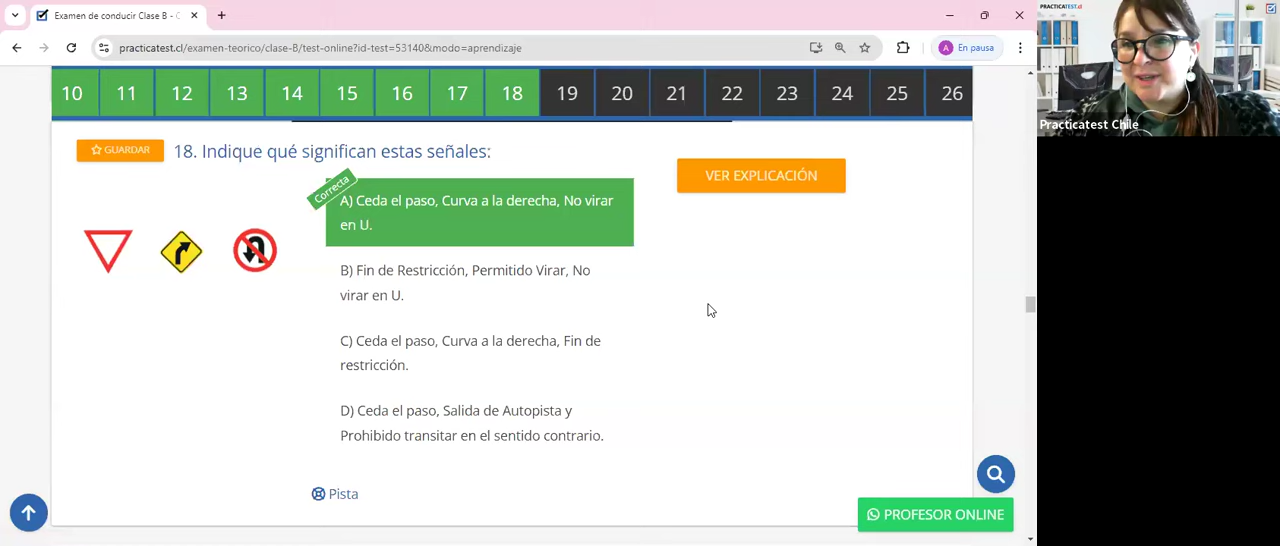 Examen de conducir Clase B - C
practicatest.cl/examen-teorico/clase-B/test-online?id-test=53140&modo=aprendizaje
A
En pausa
PRACTICATEST.CL
Practicatest Chile
10 11 12 13 14 15 16 17 18 19 20 21 22 23 24 25 26
GUARDAR
18. Indique qué significan estas señales:
VER EXPLICACIÓN
Correcta
A) Ceda el paso, Curva a la derecha, No virar
en U.
B) Fin de Restricción, Permitido Virar, No
virar en U.
C) Ceda el paso, Curva a la derecha, Fin de
restricción.
D) Ceda el paso, Salida de Autopista y
Prohibido transitar en el sentido contrario.
Pista
PROFESOR ONLINE